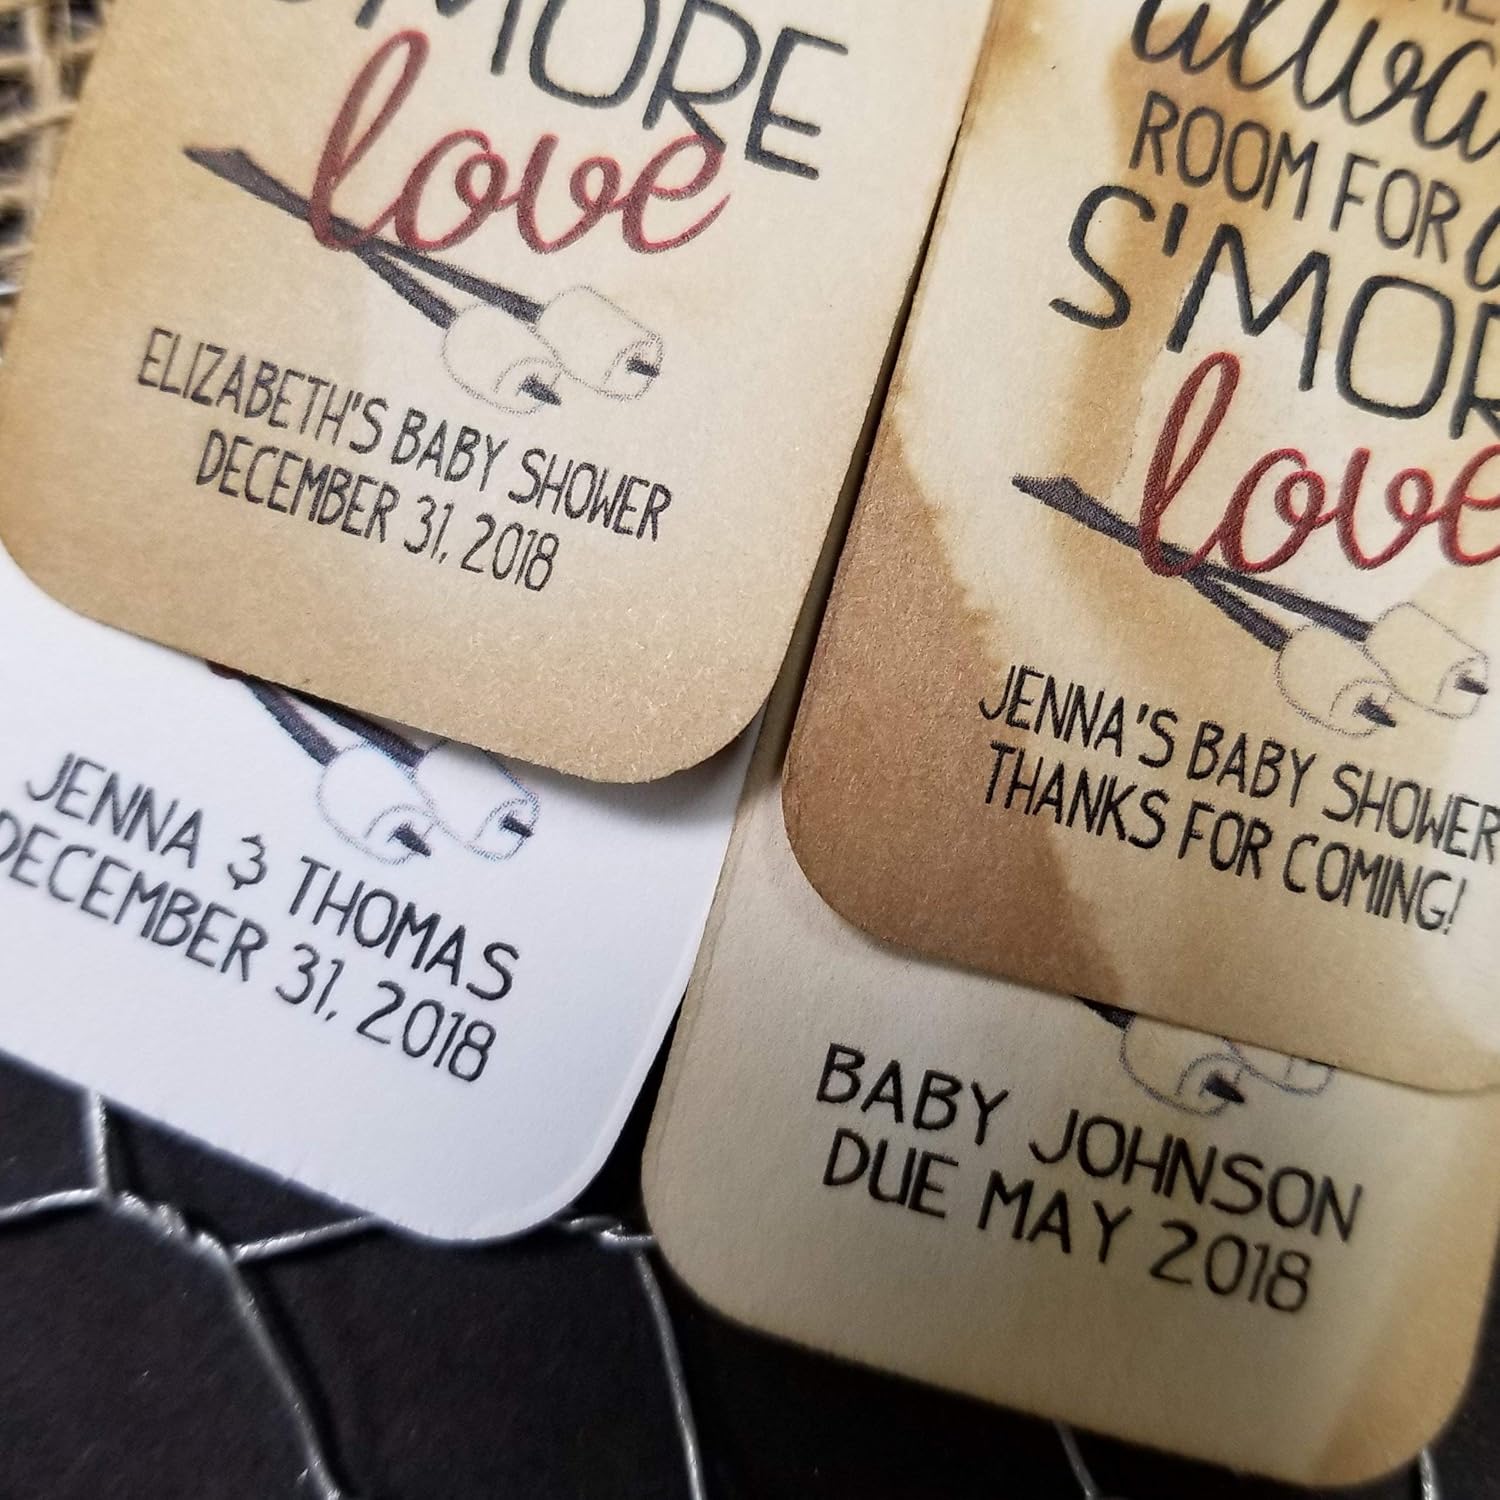 S'MORE
love
ELIZABETH'S BABY SHOWER
DECEMBER 31, 2018
ROOM FOR
S'MOR
love
JENNA'S BABY SHOWER
THANKS FOR COMING!
JENNA & THOMAS
DECEMBER 31, 2018
BABY JOHNSON
DUE MAY 2018